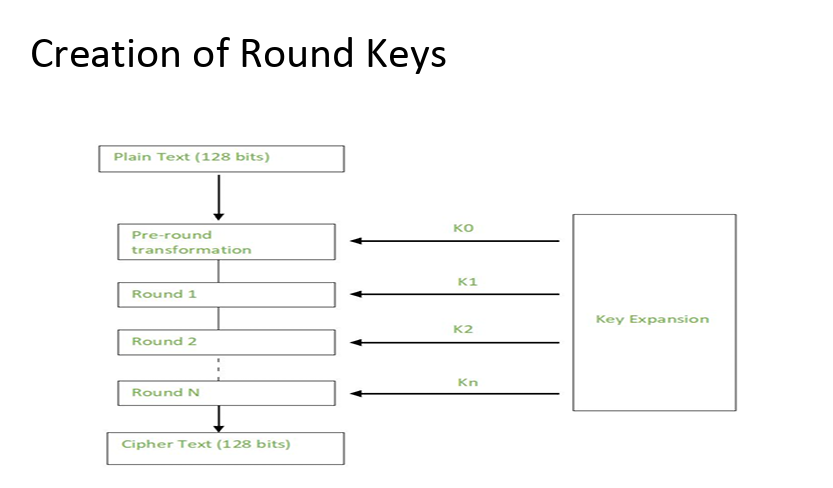 Creation of Round Keys
Plain Text (128 bits)
Pre-round
transformation
K0
Round 1
K1
Round 2
K2
Key Expansion
Round N
Kn
Cipher Text (128 bits)